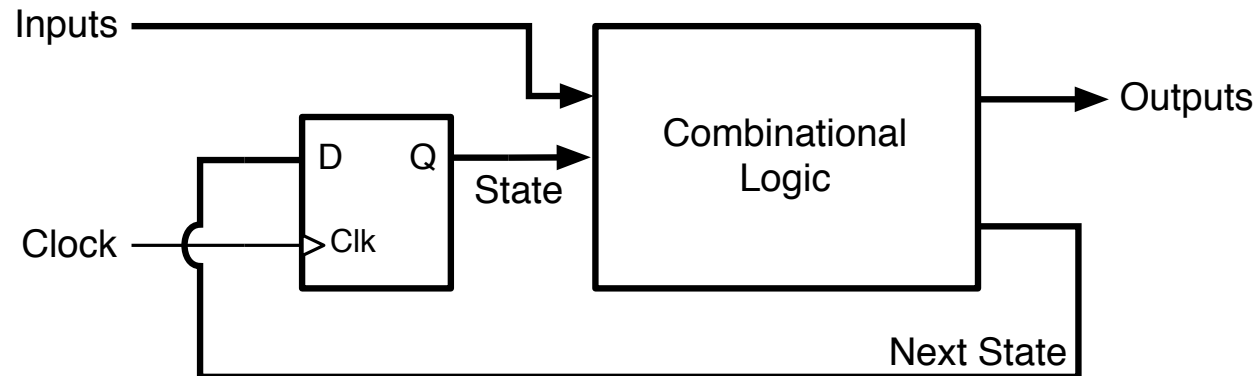 Inputs
Outputs
Combinational
Logic
D
Q
State
Clock
Clk
Next State